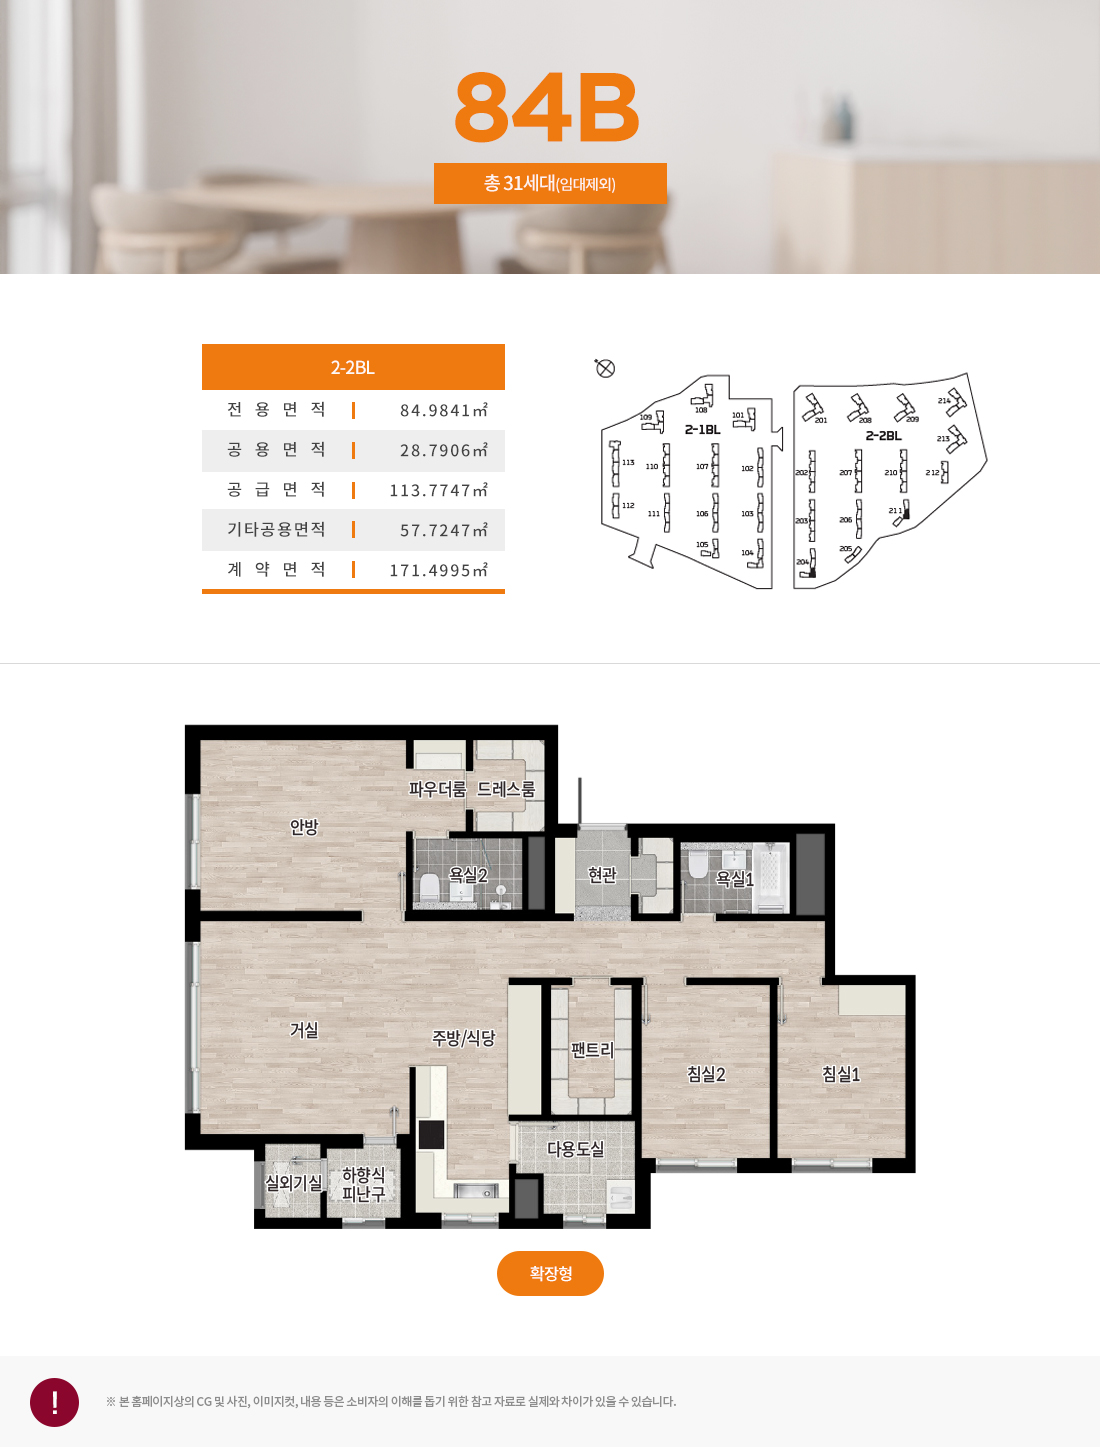 84B
총 31세대(임대제외)
2-2BL
전 용 면 적 84.9841㎡
공 용 면 적 28.7906㎡
공 급 면 적 113.7747㎡
기타공용면적 57.7247㎡
계 약 면 적 171.4995㎡
108
109
101
2-1BL
113
110
107
102
112
111
106
103
105
104
214
201
208
209
2-2BL
213
202
207
210
212
203
206
211
204
205
파우더룸
드레스룸
안방
욕실2
현관
욕실1
거실
주방/식당
팬트리
침실2
침실1
다용도실
실외기실
하향식
피난구
확장형
!
※ 본 홈페이지상의 CG 및 사진, 이미지컷, 내용 등은 소비자의 이해를 돕기 위한 참고 자료로 실제와 차이가 있을 수 있습니다.